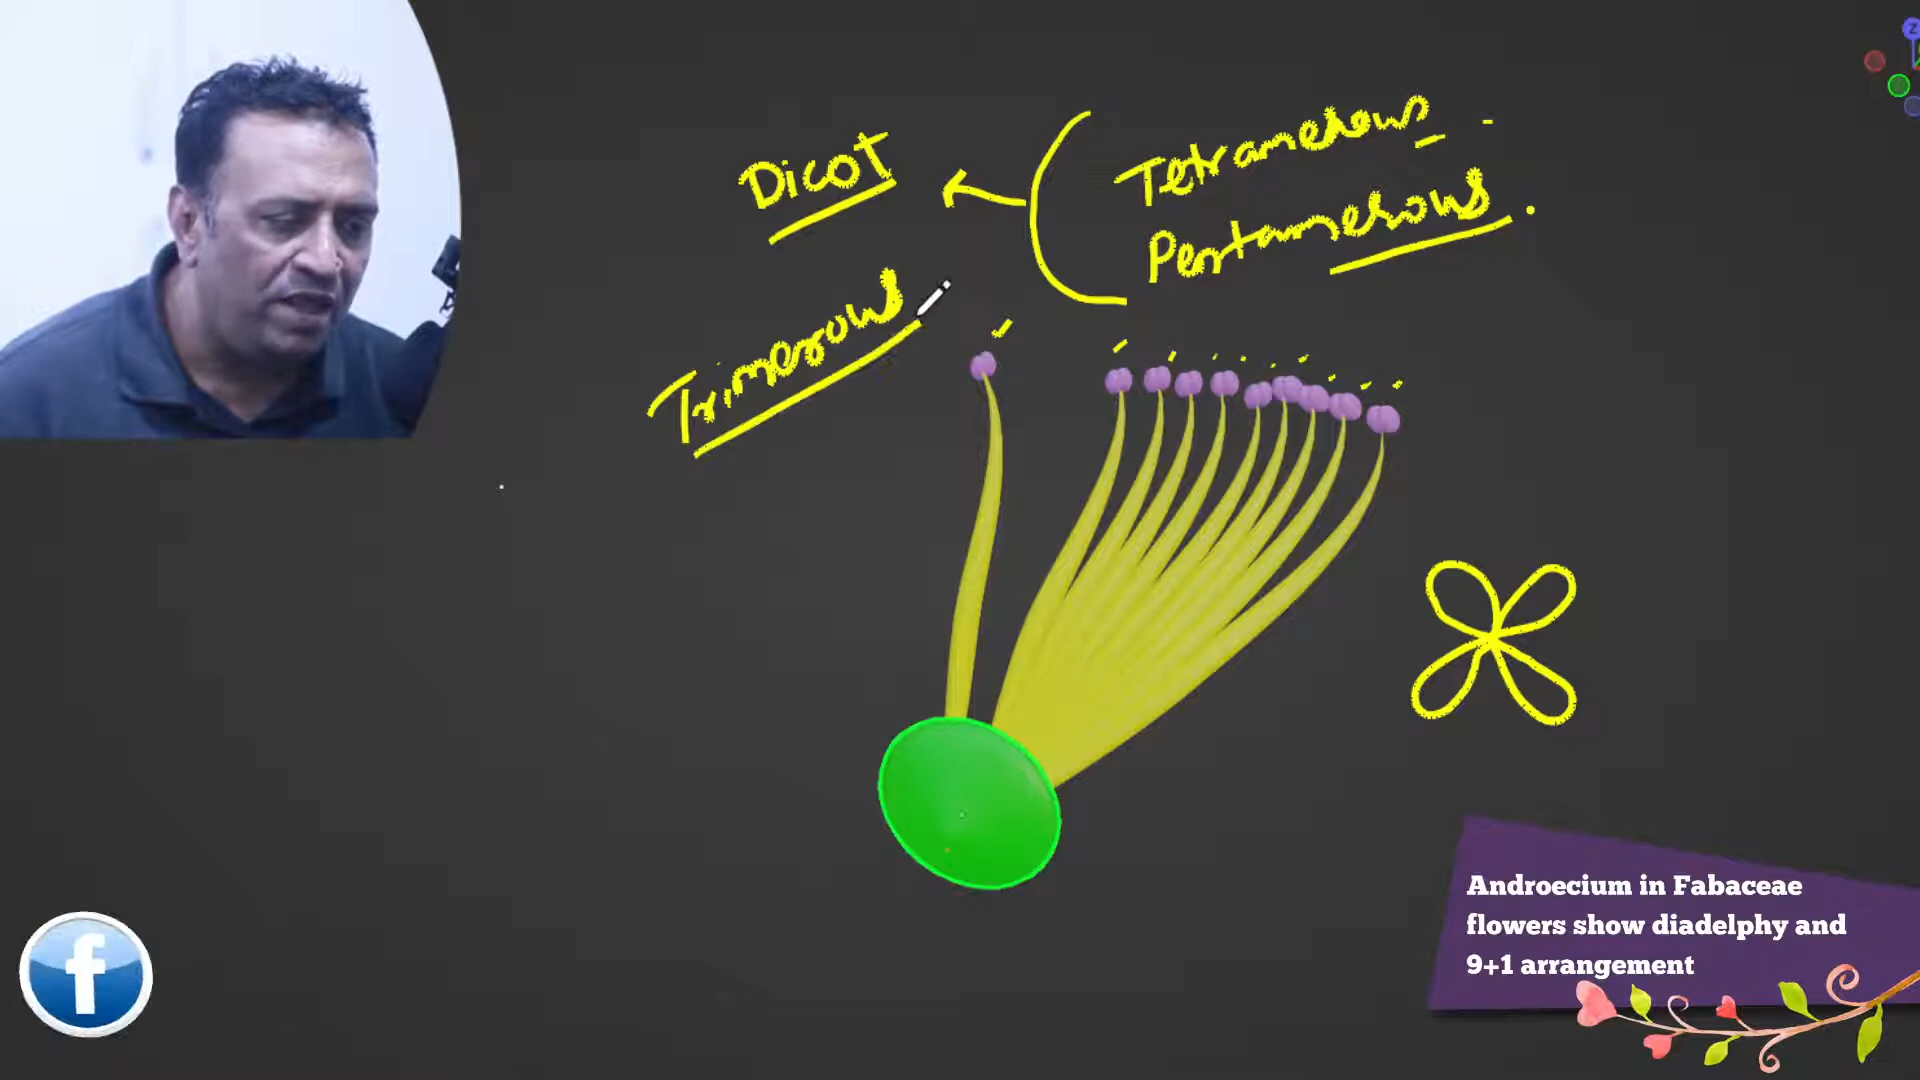 Dicot
Tetramerous
Pentamerous
Trimerous
Z
Androecium in Fabaceae
flowers show diadelphy and
9+1 arrangement
f